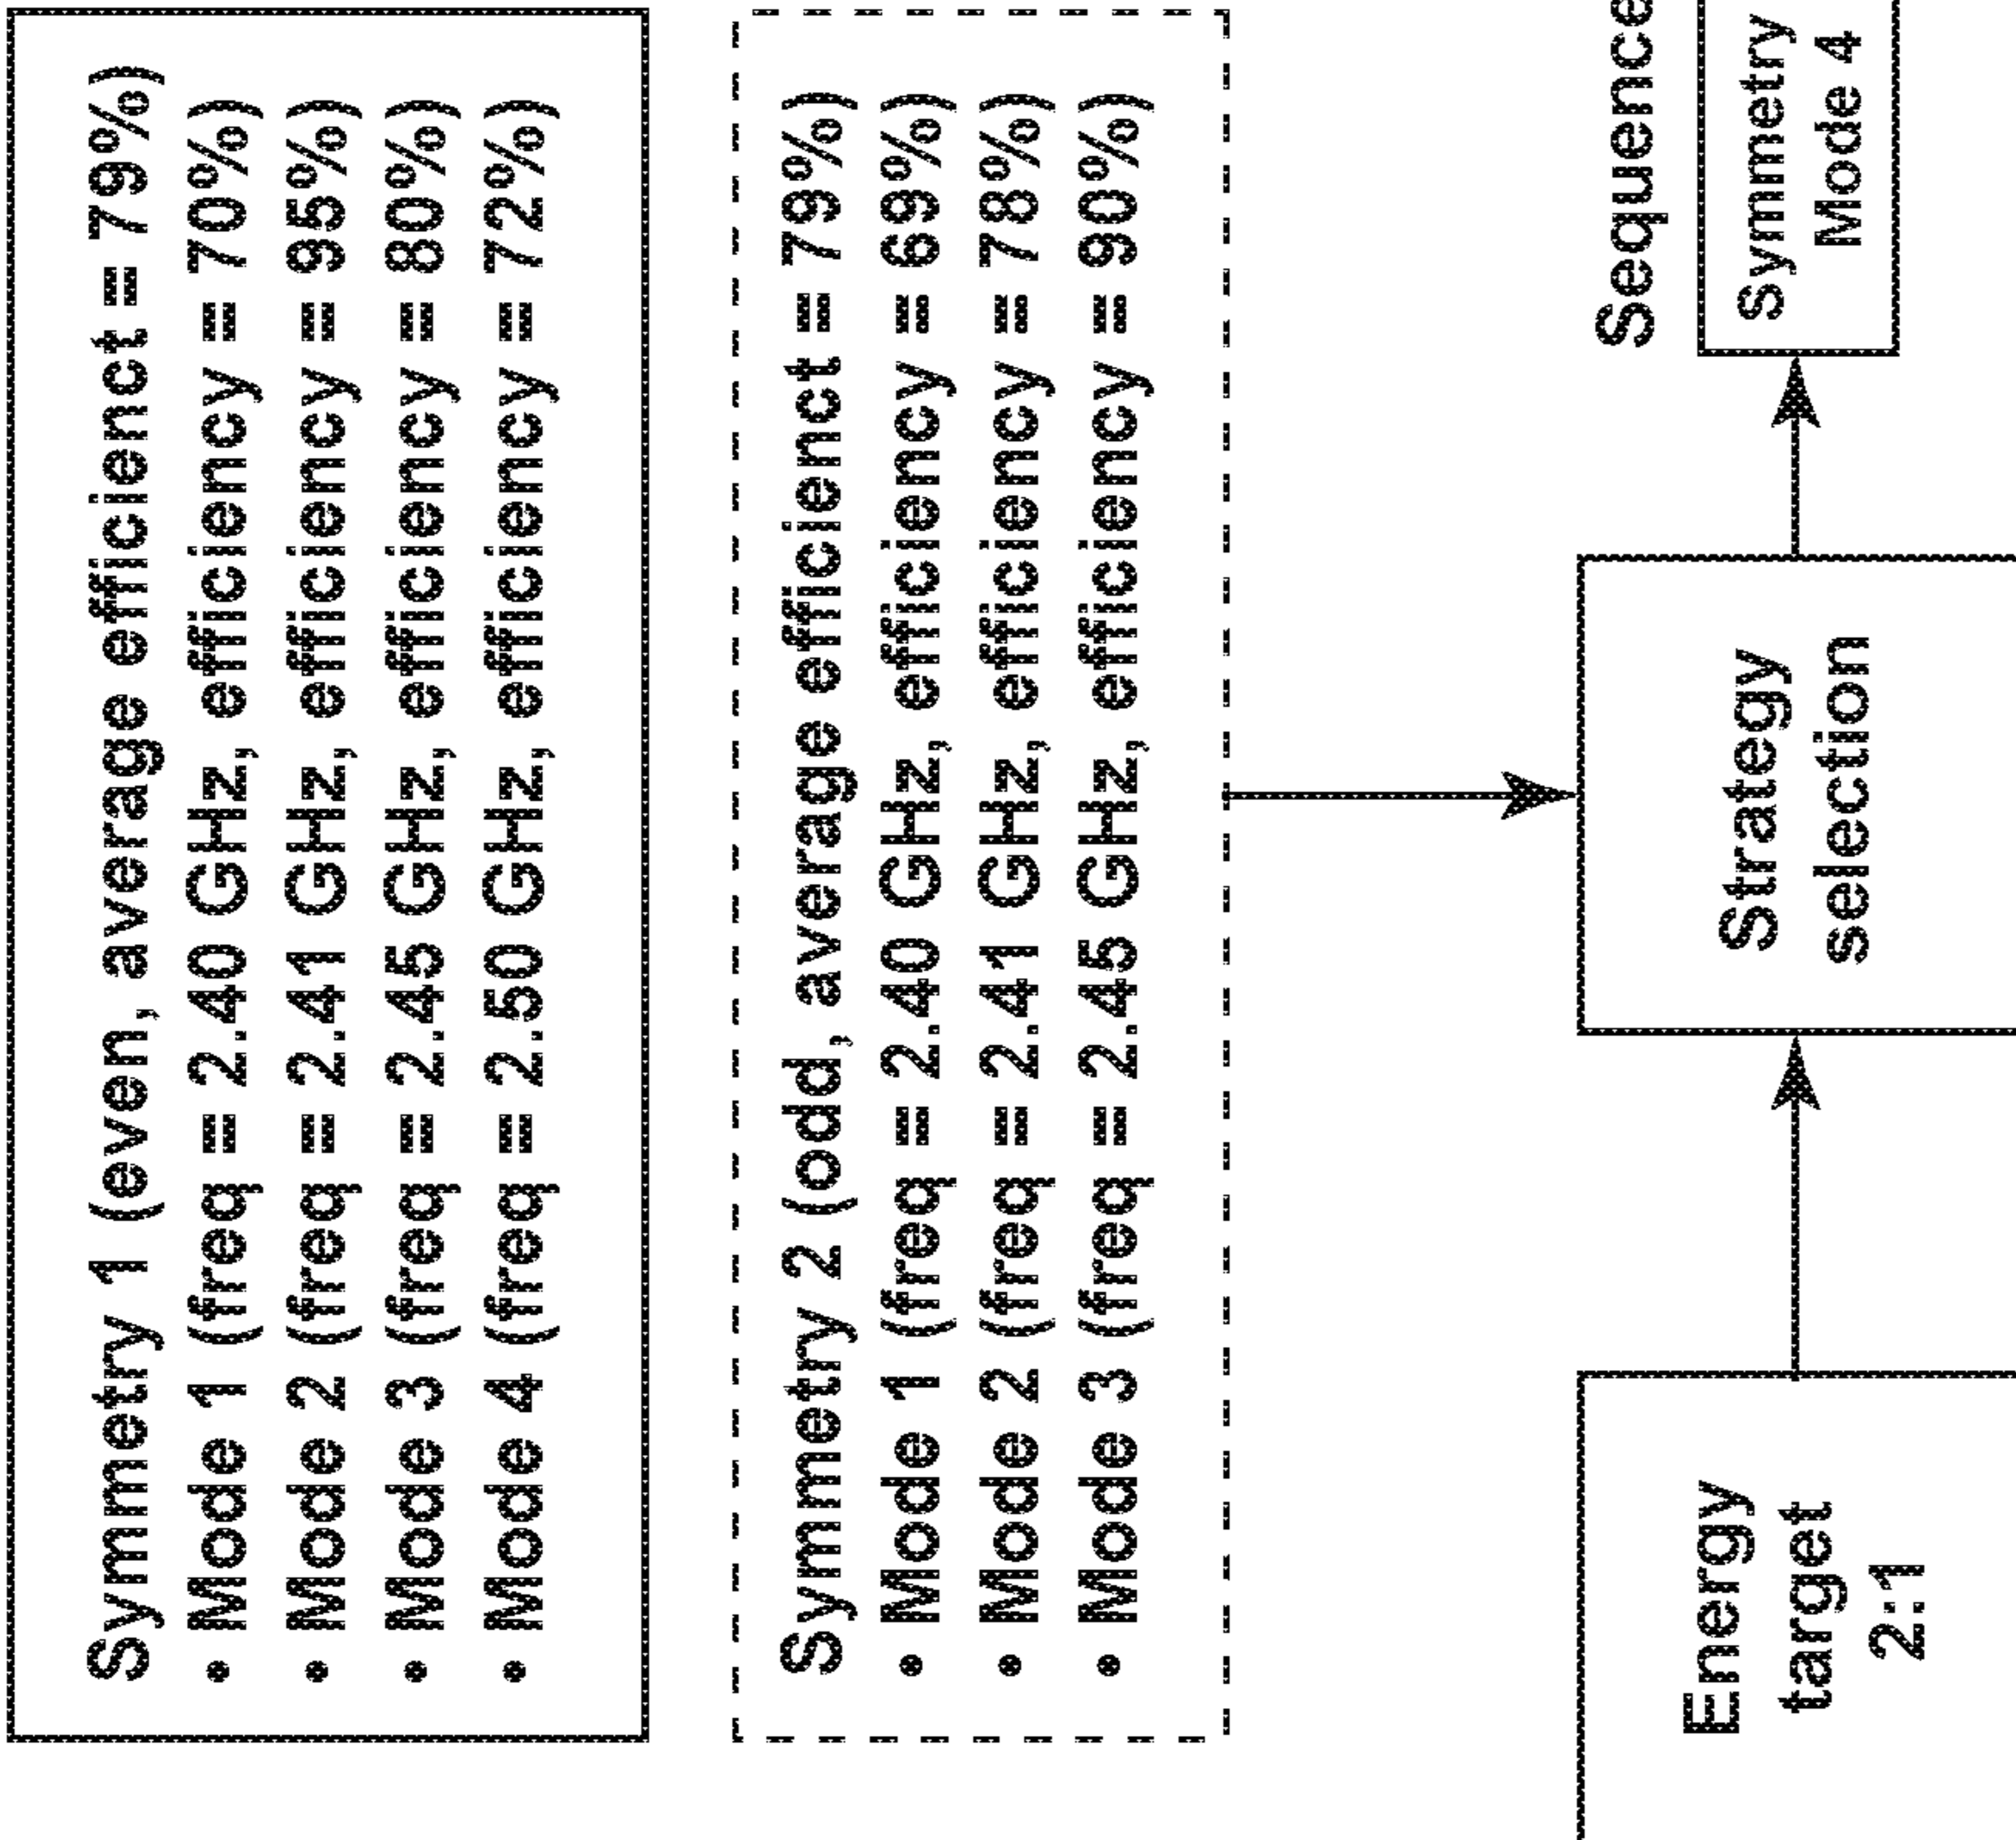 Symmetry 1 (even, average efficient = 79%)
• Mode 1 (freq = 2.40 GHz, efficiency = 70%)
• Mode 2 (freq = 2.41 GHz, efficiency = 95%)
• Mode 3 (freq = 2.45 GHz, efficiency = 80%)
• Mode 4 (freq = 2.50 GHz, efficiency = 72%)
Symmetry 2 (odd, average efficient = 79%)
• Mode 1 (freq = 2.40 GHz, efficiency = 69%)
• Mode 2 (freq = 2.41 GHz, efficiency = 78%)
• Mode 3 (freq = 2.45 GHz, efficiency = 90%)
Energy
target
2:1
Strategy
selection
Sequence
Symmetry
Mode 4